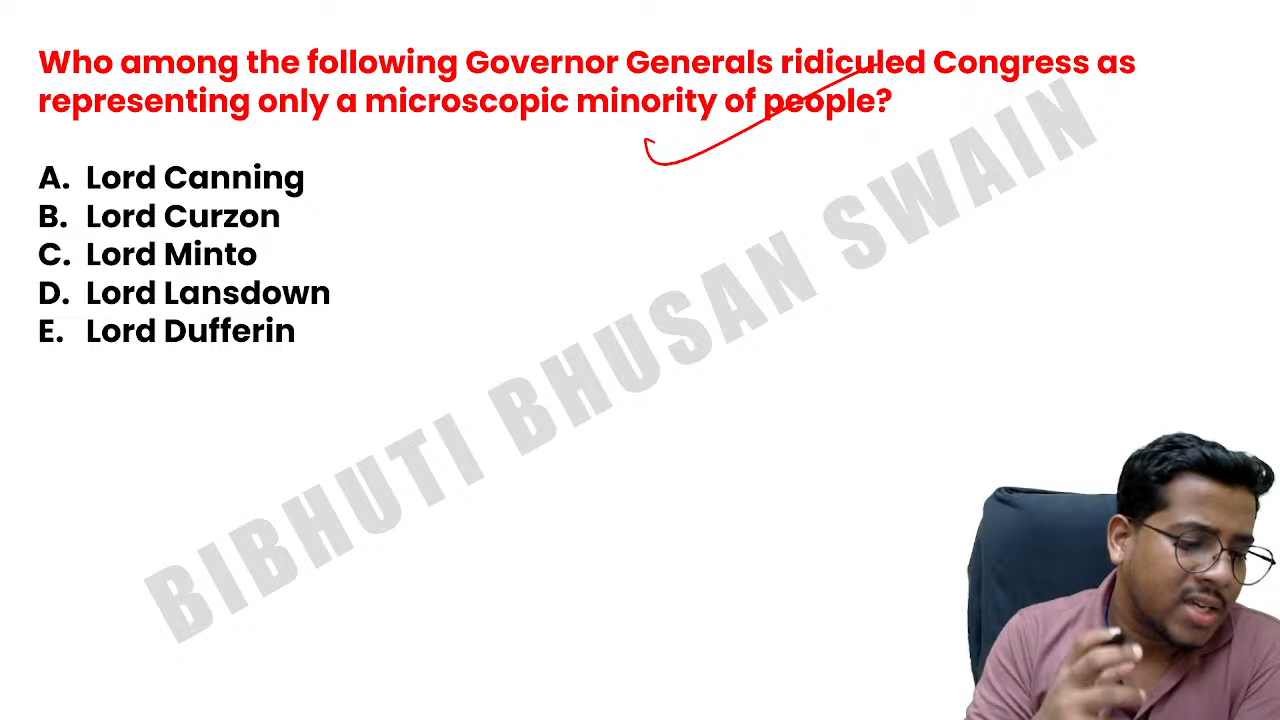 Who among the following Governor Generals ridiculed Congress as
representing only a microscopic minority of people?
A. Lord Canning
B. Lord Curzon
C. Lord Minto
D. Lord Lansdown
E. Lord Dufferin
BIBHUTI BHUSAN SWAIN